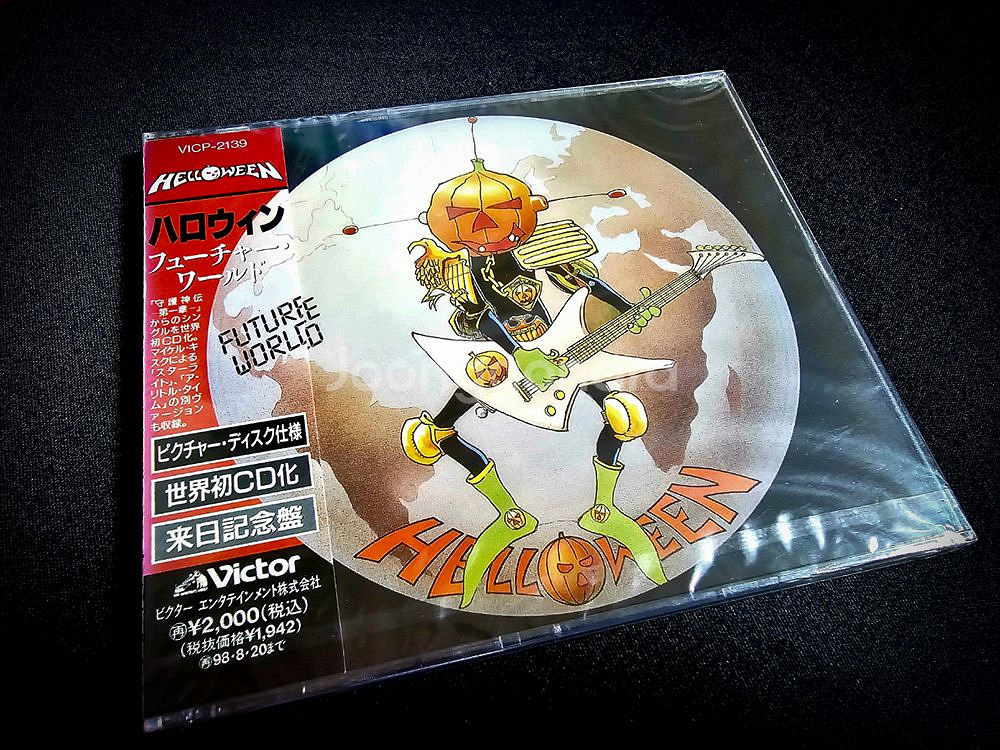 VICP-2139
HELLOWEEN
ハロウィン
フューチャー・
ワールド
「守護神伝
-第一章-」
からのシン
グルを世界
初CD化。
マイケル・キ
スクによる
「スターラ
イト」、「ア・
リトル・タイ
ム」の別ヴ
ァージョン
も収録。
ピクチャー・ディスク仕様
世界初CD化
来日記念盤
Victor
ビクター エンタテインメント株式会社
再¥2,000(税込)
(税抜価格¥1,942)
再98・8・20まで
FUTURE
WORLD
HELLOWEEN